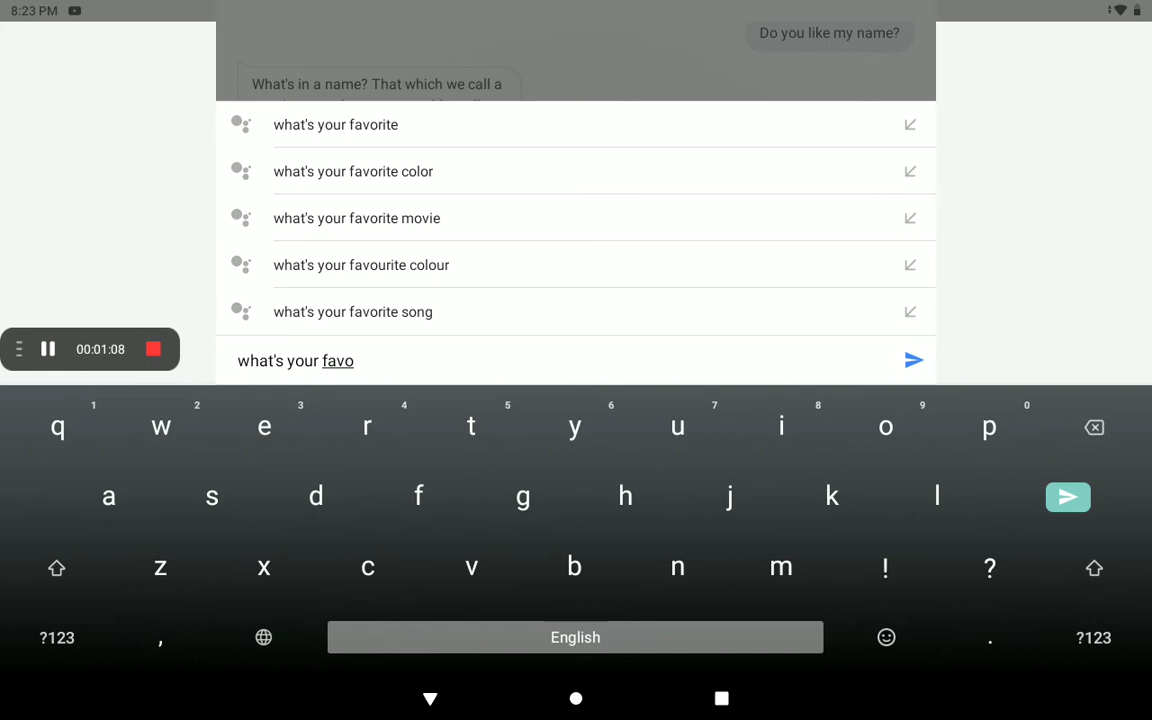 8:23 PM
Do you like my name?
What's in a name? That which we call a
what's your favorite
what's your favorite color
what's your favorite movie
what's your favourite colour
what's your favorite song
00:01:08
what's your favo
1 2 3 4 5 6 7 8 9 0
q w e r t y u i o p
a s d f g h j k l
z x c v b n m ! ?
?123 , English . ?123